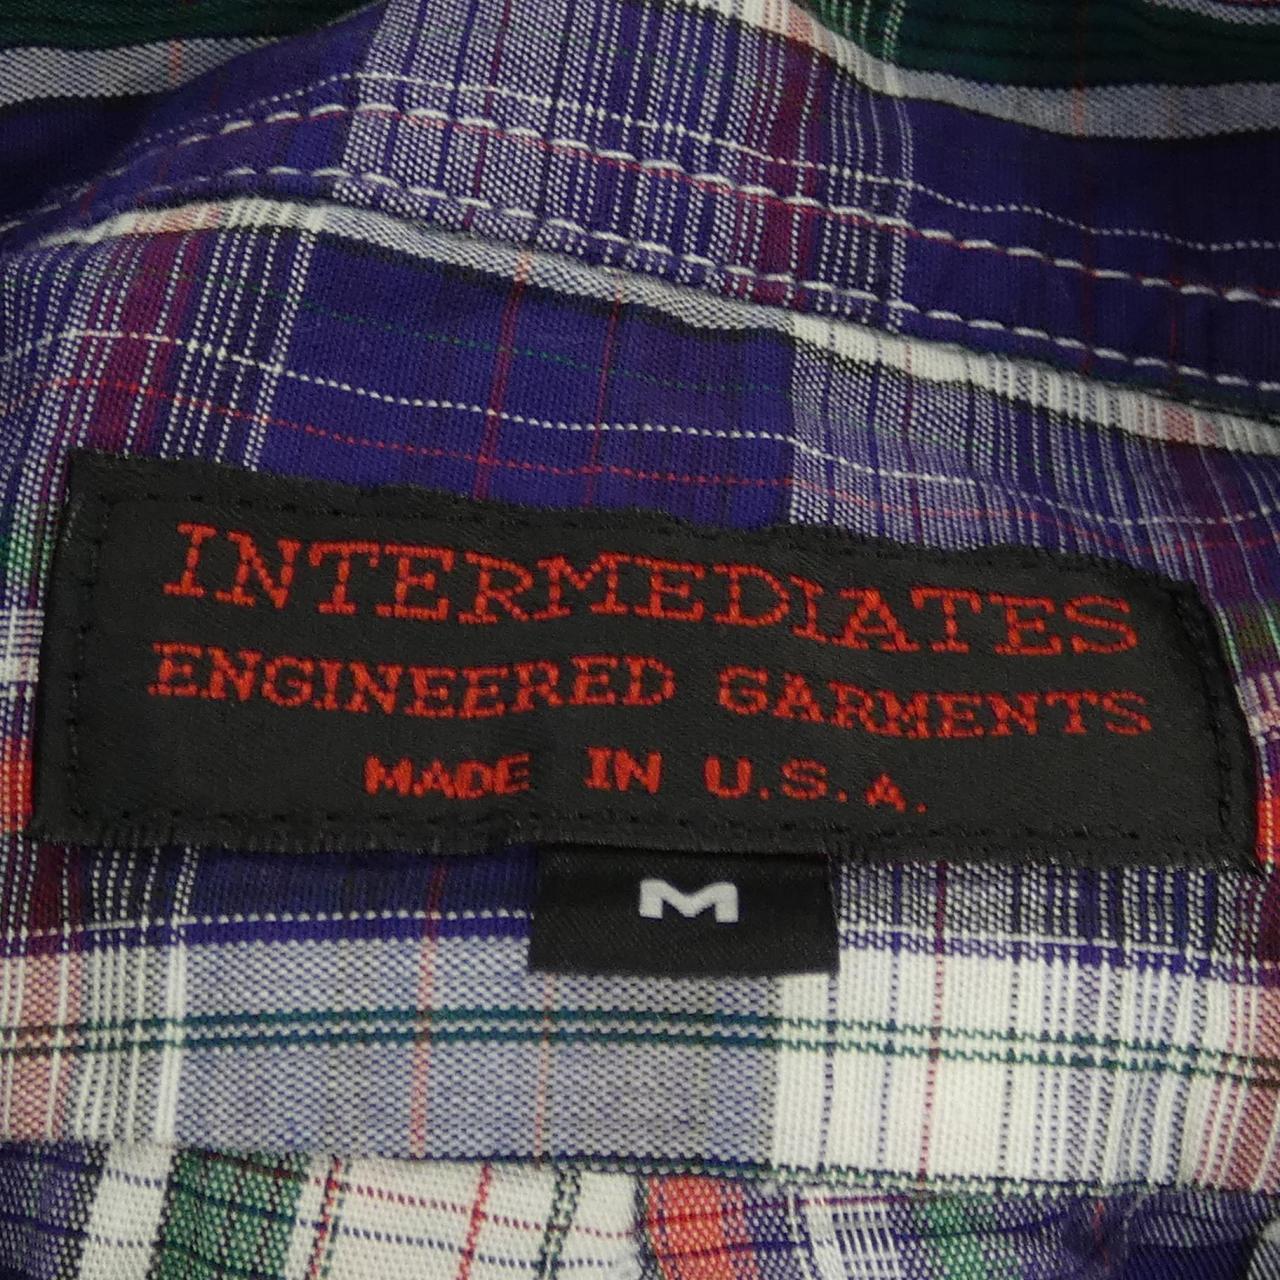 INTERMEDIATES
ENGINEERED GARMENTS
MADE IN U.S.A.
M